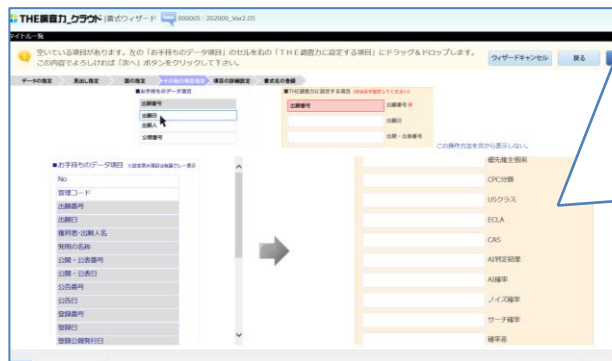 THE調査力_クラウド |書式ウィザード 000005 : 202009_Ver2.05
タイトル一覧
空いている項目があります。左の「お手持ちのデータ項目」のセルを右の「THE調査力に設定する項目」にドラッグ＆ドロップします。
この内容でよろしければ「次へ」ボタンをクリックして下さい。
ウィザードキャンセル 戻る
データの指定 見出し指定 国の指定 その他の項目指定 項目の詳細設定 書式名の登録
■お手持ちのデータ項目
出願番号
出願日
出願人
公開番号
■THE調査力に設定する項目
出願番号 出願番号 ※
出願日
公開・公表番号
この操作方法を次から表示しない。
■お手持ちのデータ項目
No
管理コード
出願番号
出願日
権利者・出願人名
発明の名称
公開・公表番号
公開・公表日
公告番号
公告日
登録番号
登録日
登録公報発行日
優先権主張国
CPC分類
USクラス
ECLA
CAS
AI判定結果
AI確率
ノイズ確率
サーチ確率
確率差